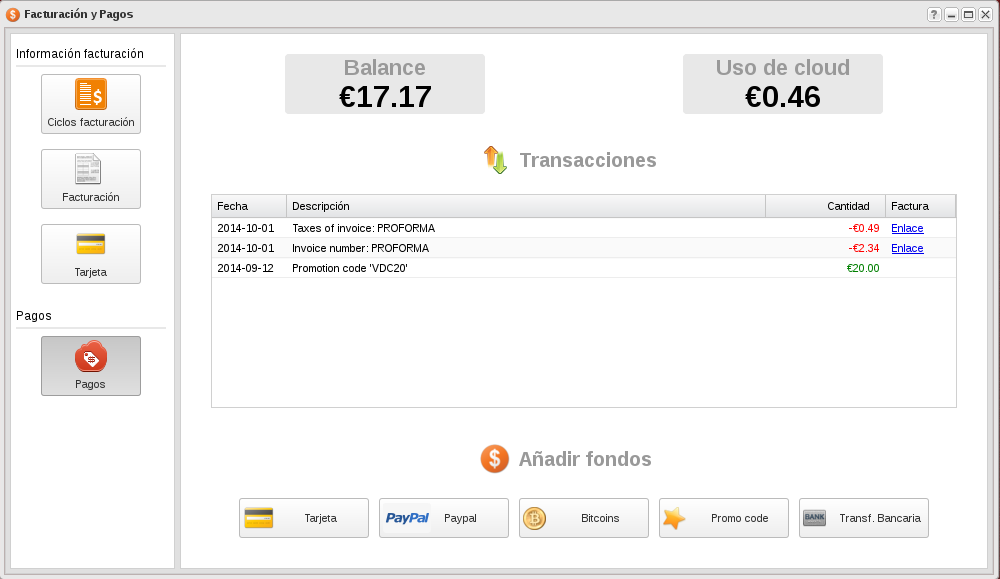 Facturación y Pagos
Información facturación
Ciclos facturación
Facturación
Tarjeta
Pagos
Pagos
Balance
€17.17
Uso de cloud
€0.46
Transacciones
Fecha Descripción Cantidad Factura
2014-10-01 Taxes of invoice: PROFORMA -€0.49 Enlace
2014-10-01 Invoice number: PROFORMA -€2.34 Enlace
2014-09-12 Promotion code 'VDC20' €20.00
Añadir fondos
Tarjeta
PayPal Paypal
Bitcoins
Promo code
BANK Transf. Bancaria